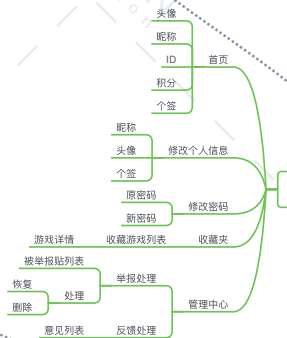 头像
昵称
ID
首页
积分
个签
昵称
头像
修改个人信息
个签
原密码
修改密码
新密码
游戏详情
收藏游戏列表
收藏夹
被举报贴列表
举报处理
恢复
处理
删除
管理中心
意见列表
反馈处理